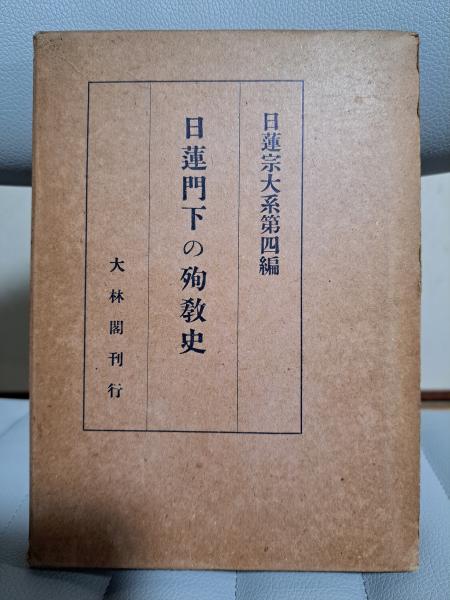 日蓮宗大系第四編
日蓮門下の殉教史
大林閣刊行